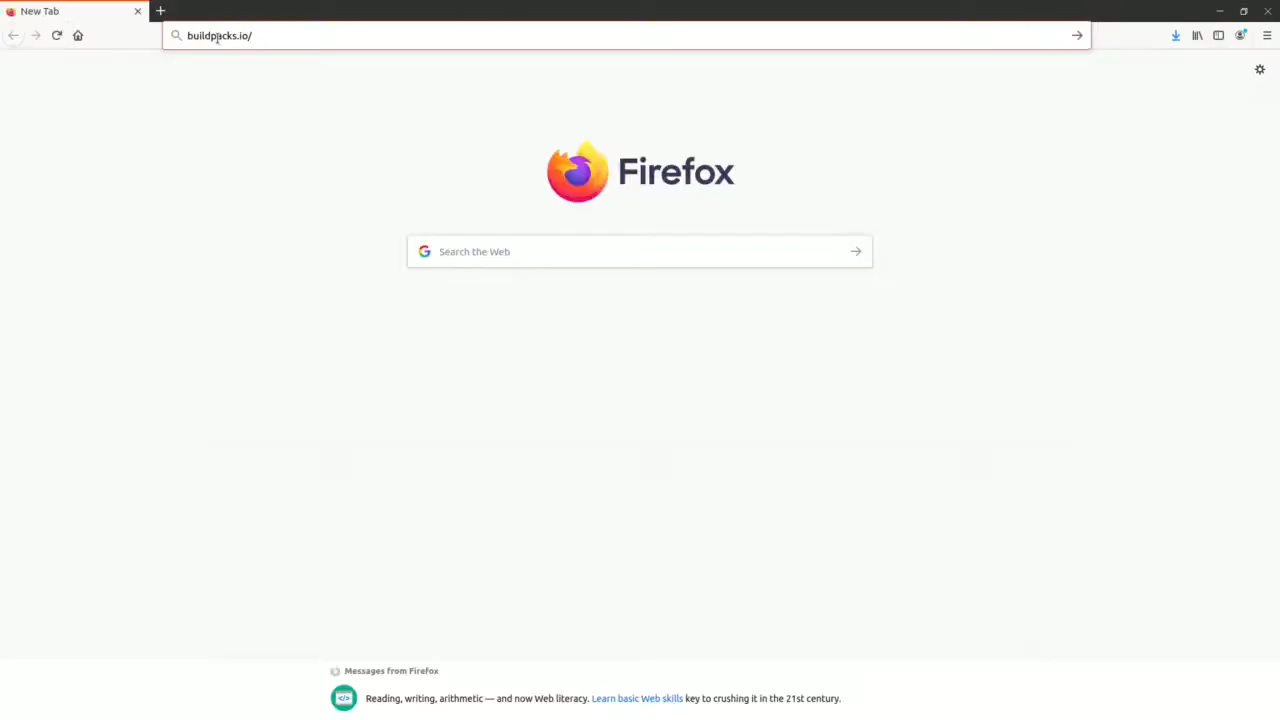 New Tab
buildpacks.io/
Firefox
Search the Web
Messages from Firefox
Reading, writing, arithmetic — and now Web literacy. Learn basic Web skills key to crushing it in the 21st century.